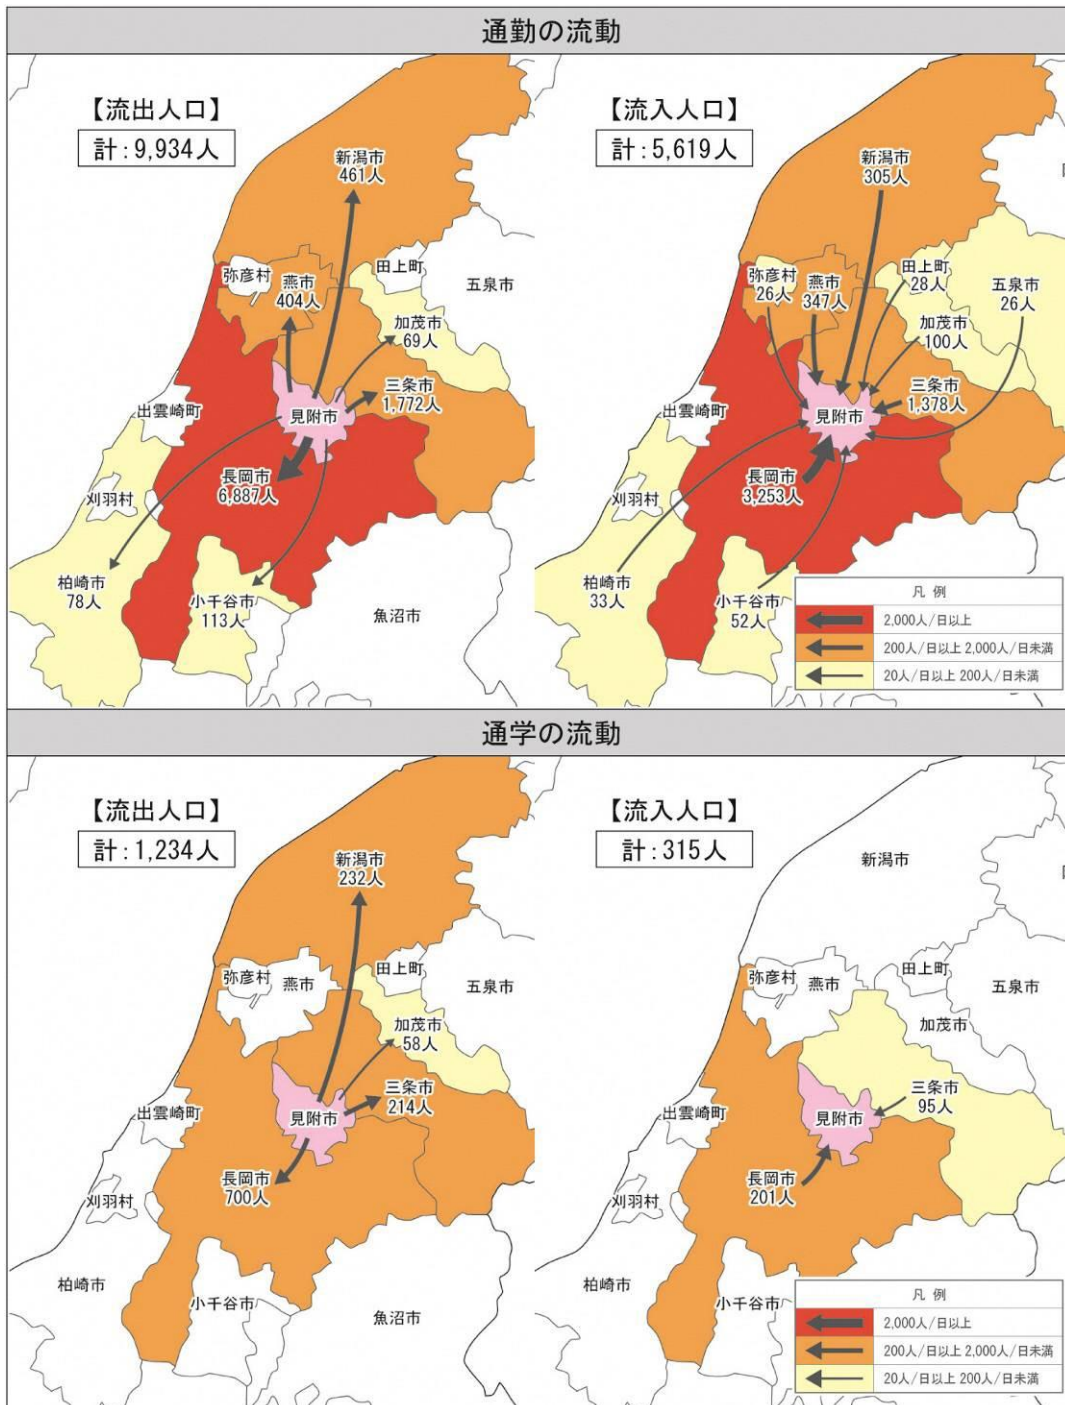 通勤の流動
【流出人口】
計:9,934人
新潟市
461人
弥彦村
燕市
404人
田上町
五泉市
加茂市
69人
三条市
1,772人
出雲崎町
見附市
長岡市
6,887人
刈羽村
柏崎市
78人
小千谷市
113人
魚沼市
【流入人口】
計:5,619人
新潟市
305人
弥彦村
26人
燕市
347人
田上町
28人
五泉市
26人
加茂市
100人
三条市
1,378人
出雲崎町
見附市
長岡市
3,253人
刈羽村
柏崎市
33人
小千谷市
52人
凡 例
2,000人/日以上
200人/日以上 2,000人/日未満
20人/日以上 200人/日未満
通学の流動
【流出人口】
計:1,234人
新潟市
232人
弥彦村
燕市
田上町
五泉市
加茂市
58人
三条市
214人
出雲崎町
見附市
長岡市
700人
刈羽村
柏崎市
小千谷市
魚沼市
【流入人口】
計:315人
新潟市
弥彦村
燕市
田上町
五泉市
加茂市
三条市
95人
出雲崎町
見附市
長岡市
201人
刈羽村
柏崎市
小千谷市
凡 例
2,000人/日以上
200人/日以上 2,000人/日未満
20人/日以上 200人/日未満